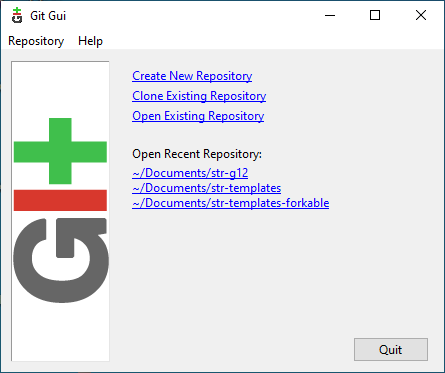 Git Gui
Repository Help
Create New Repository
Clone Existing Repository
Open Existing Repository
Open Recent Repository:
~/Documents/str-g12
~/Documents/str-templates
~/Documents/str-templates-forkable
Git
Quit